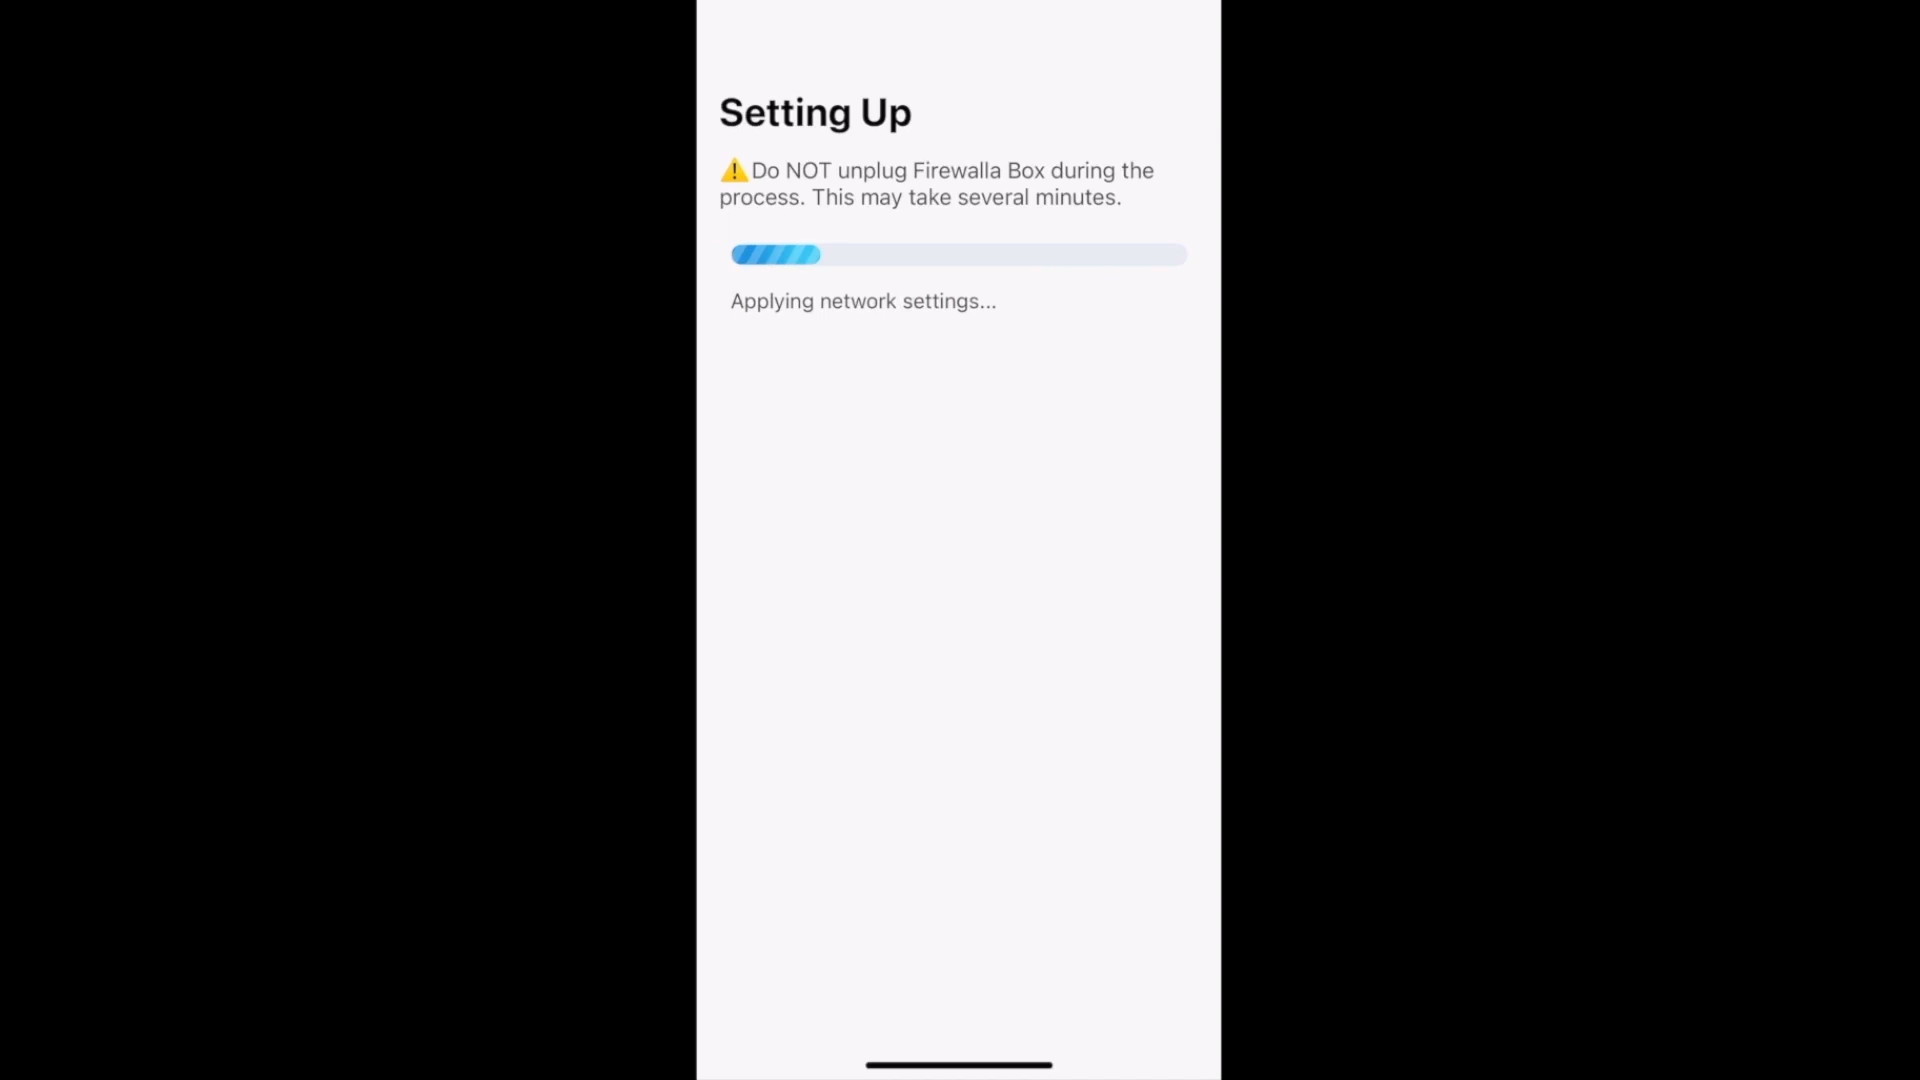 Setting Up
⚠️Do NOT unplug Firewalla Box during the
process. This may take several minutes.
Applying network settings...